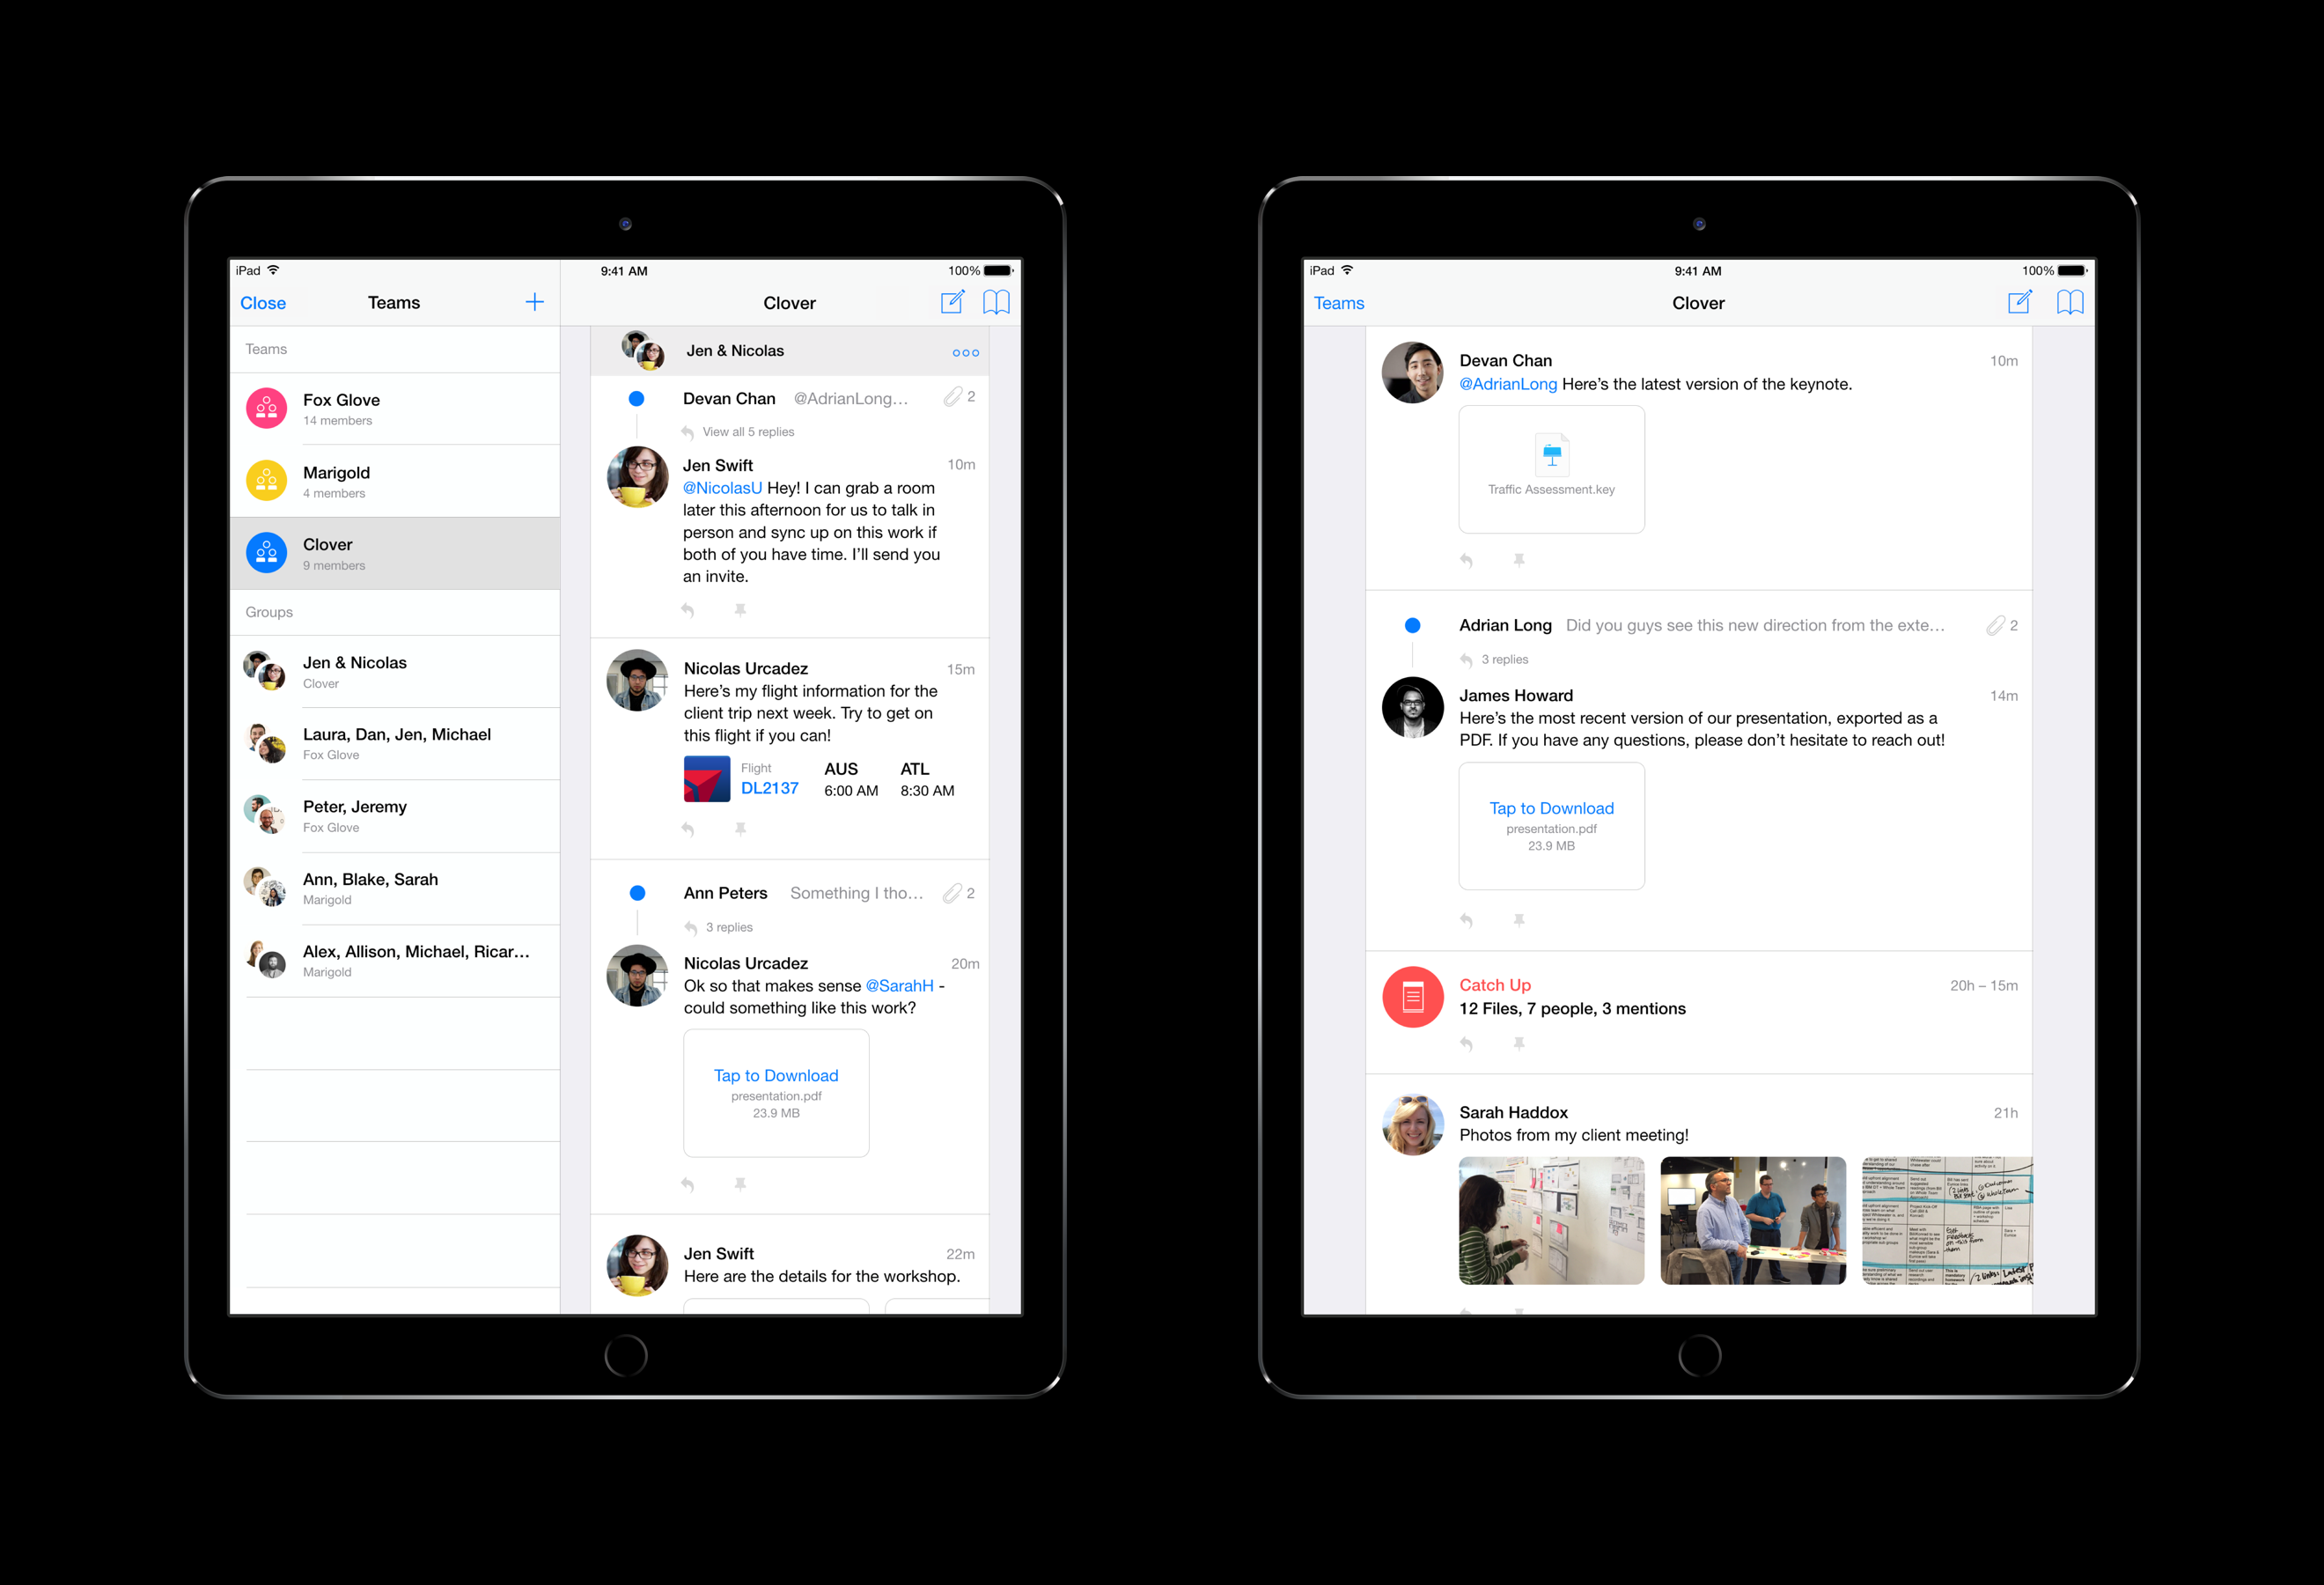 iPad
9:41 AM
100%
Close
Teams
+
Clover
Teams
Fox Glove
14 members
Marigold
4 members
Clover
9 members
Groups
Jen & Nicolas
Clover
Laura, Dan, Jen, Michael
Fox Glove
Peter, Jeremy
Fox Glove
Ann, Blake, Sarah
Marigold
Alex, Allison, Michael, Ricar...
Marigold
Jen & Nicolas
Devan Chan @AdrianLong... 2
View all 5 replies
Jen Swift 10m
@NicolasU Hey! I can grab a room
later this afternoon for us to talk in
person and sync up on this work if
both of you have time. I’ll send you
an invite.
Nicolas Urcadez 15m
Here’s my flight information for the
client trip next week. Try to get on
this flight if you can!
Flight AUS ATL
DL2137 6:00 AM 8:30 AM
Ann Peters Something I tho... 2
3 replies
Nicolas Urcadez 20m
Ok so that makes sense @SarahH -
could something like this work?
Tap to Download
presentation.pdf
23.9 MB
Jen Swift 22m
Here are the details for the workshop.
iPad
9:41 AM
100%
Teams
Clover
Devan Chan 10m
@AdrianLong Here’s the latest version of the keynote.
Traffic Assessment.key
Adrian Long Did you guys see this new direction from the exte... 2
3 replies
James Howard 14m
Here’s the most recent version of our presentation, exported as a
PDF. If you have any questions, please don’t hesitate to reach out!
Tap to Download
presentation.pdf
23.9 MB
Catch Up 20h – 15m
12 Files, 7 people, 3 mentions
Sarah Haddox 21h
Photos from my client meeting!